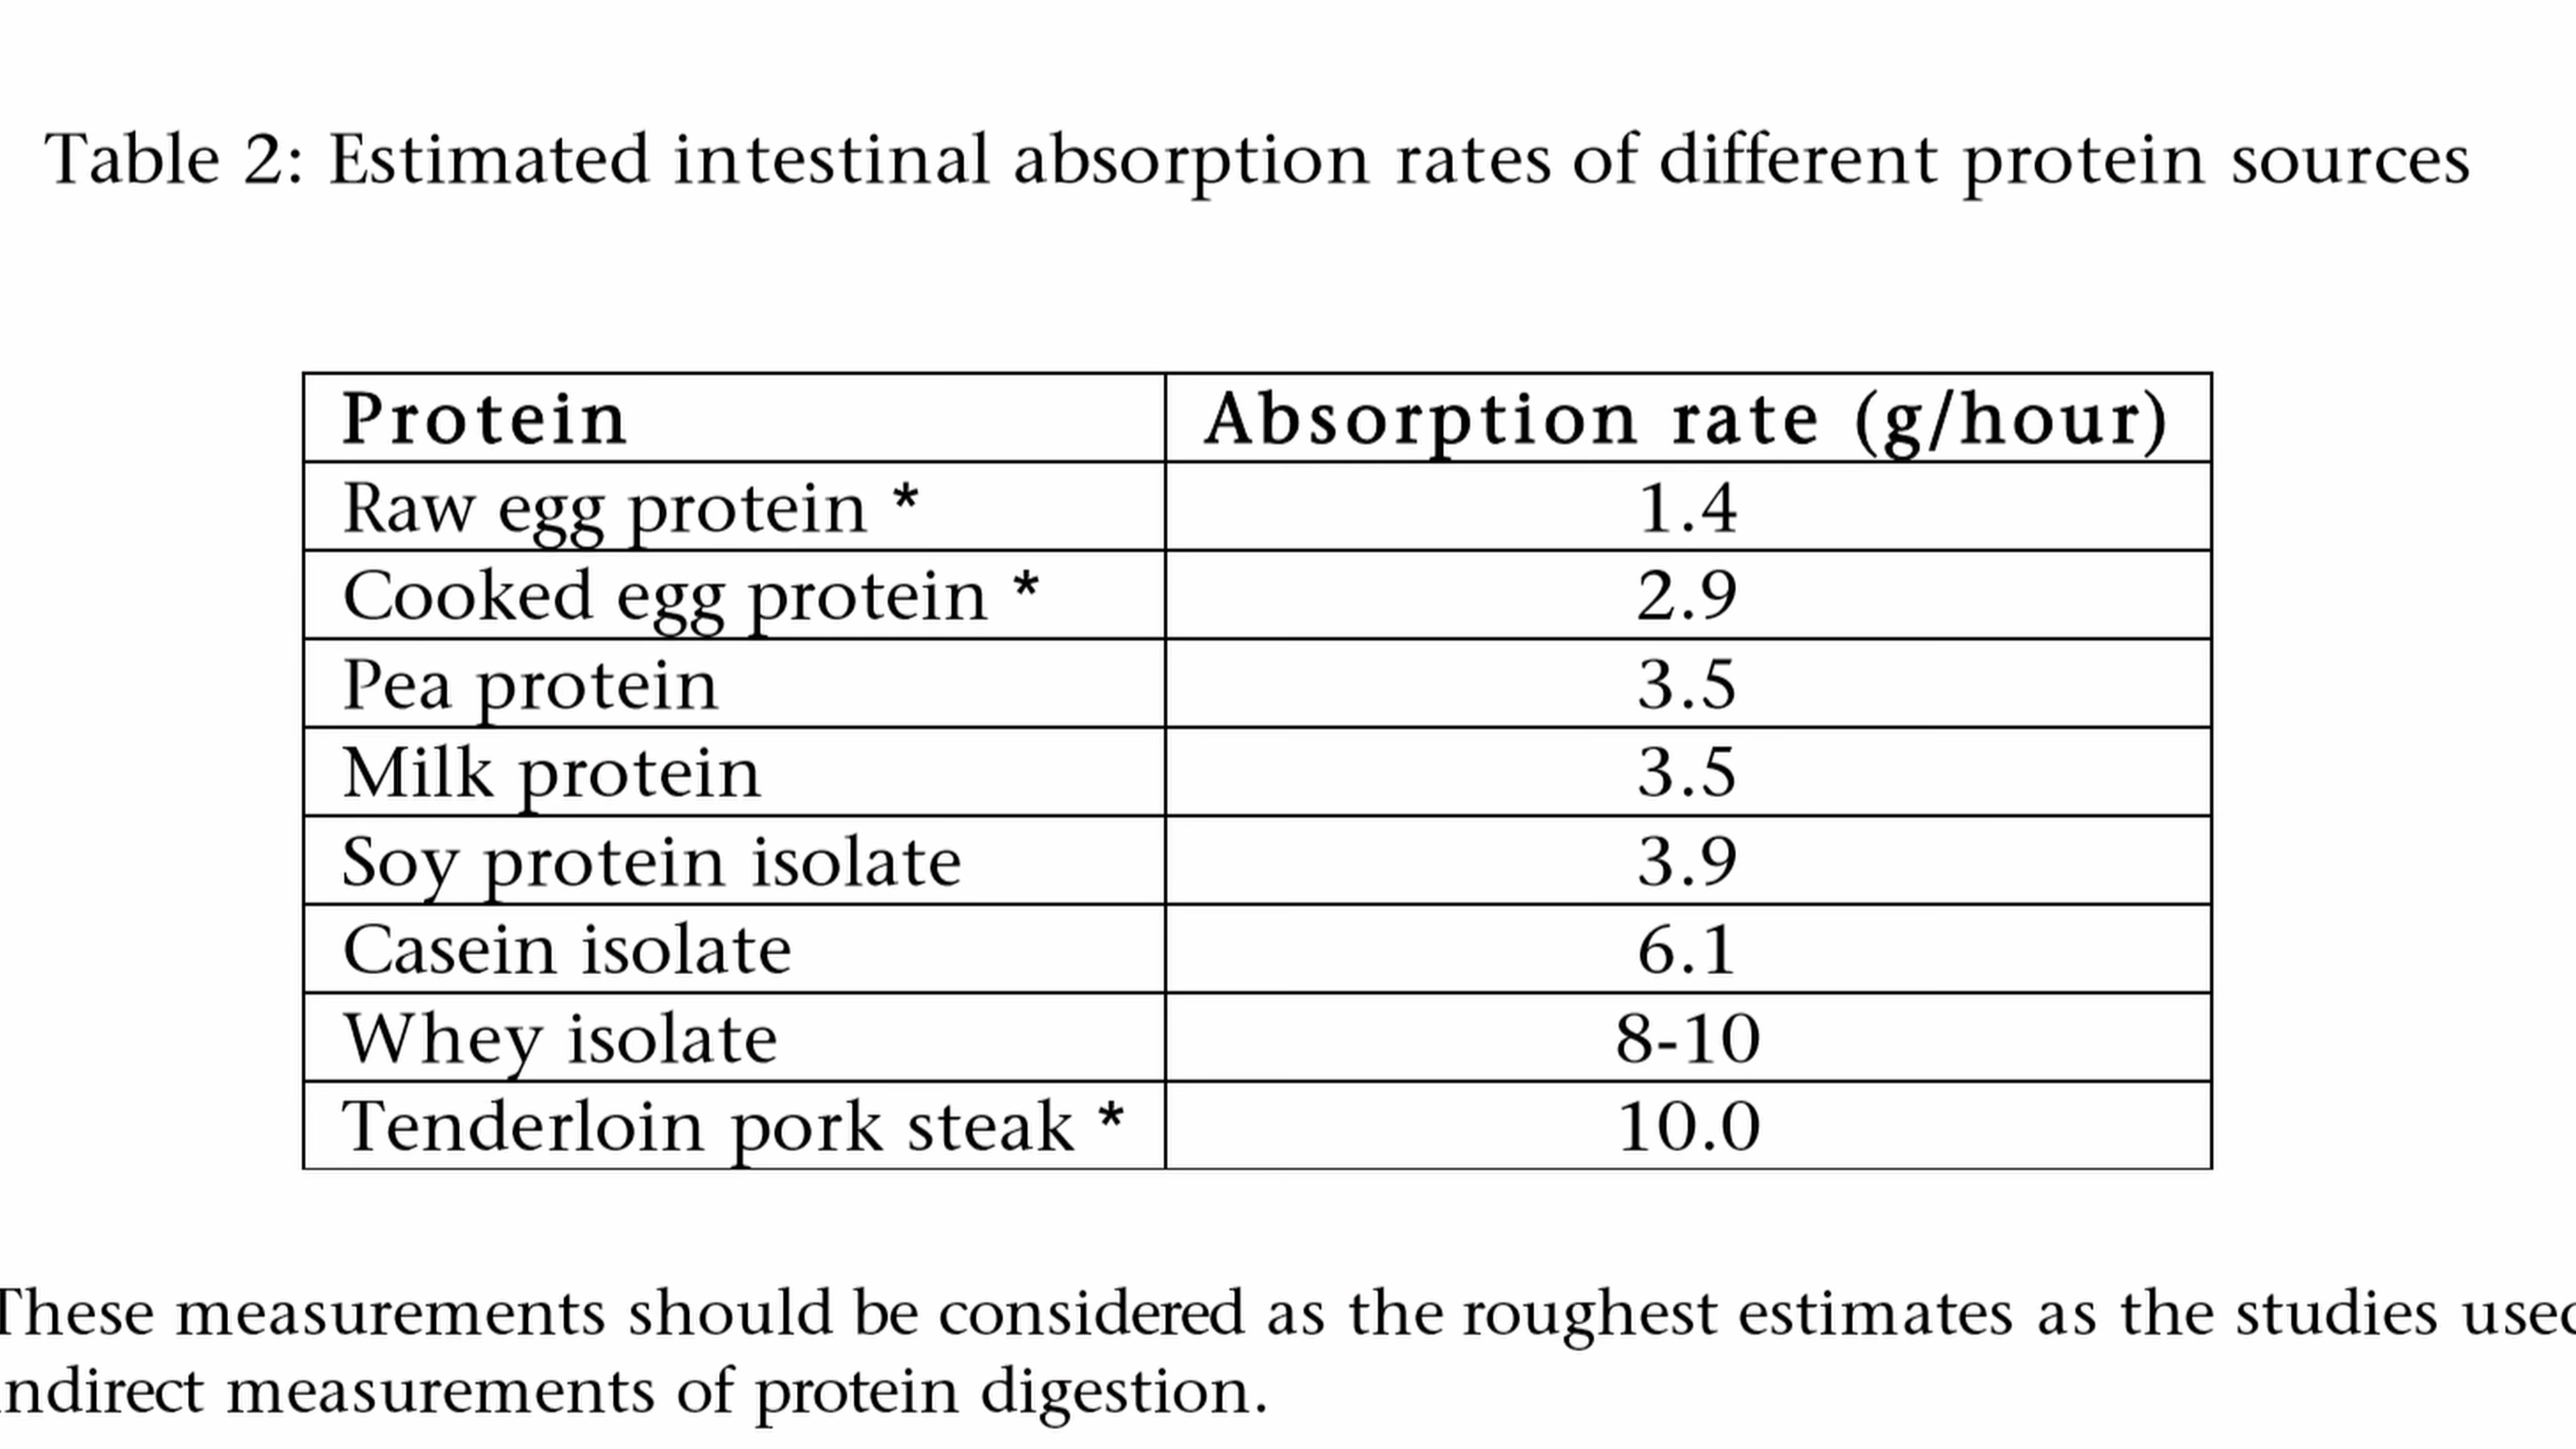 Table 2: Estimated intestinal absorption rates of different protein sources
Protein Absorption rate (g/hour)
Raw egg protein * 1.4
Cooked egg protein * 2.9
Pea protein 3.5
Milk protein 3.5
Soy protein isolate 3.9
Casein isolate 6.1
Whey isolate 8-10
Tenderloin pork steak * 10.0
These measurements should be considered as the roughest estimates as the studies used
indirect measurements of protein digestion.